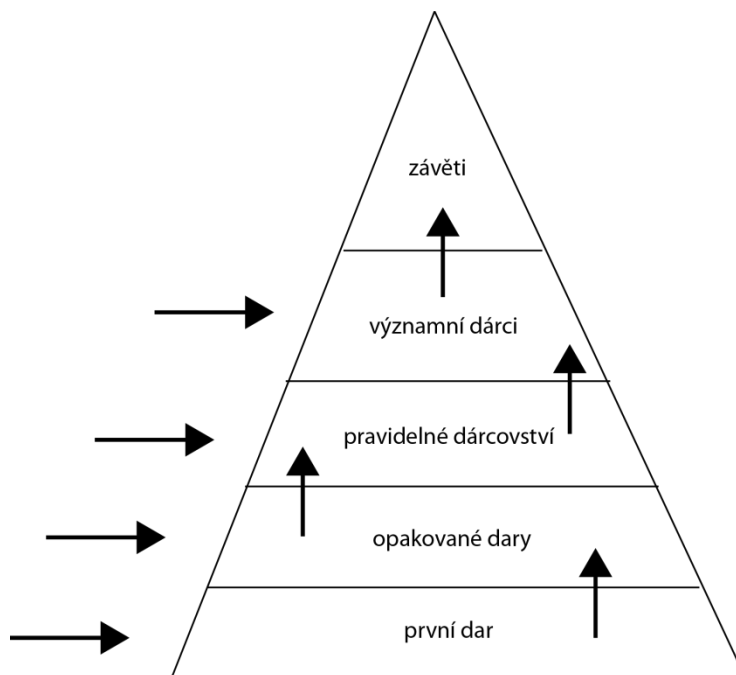 závěti
významní dárci
pravidelné dárcovství
opakované dary
první dar